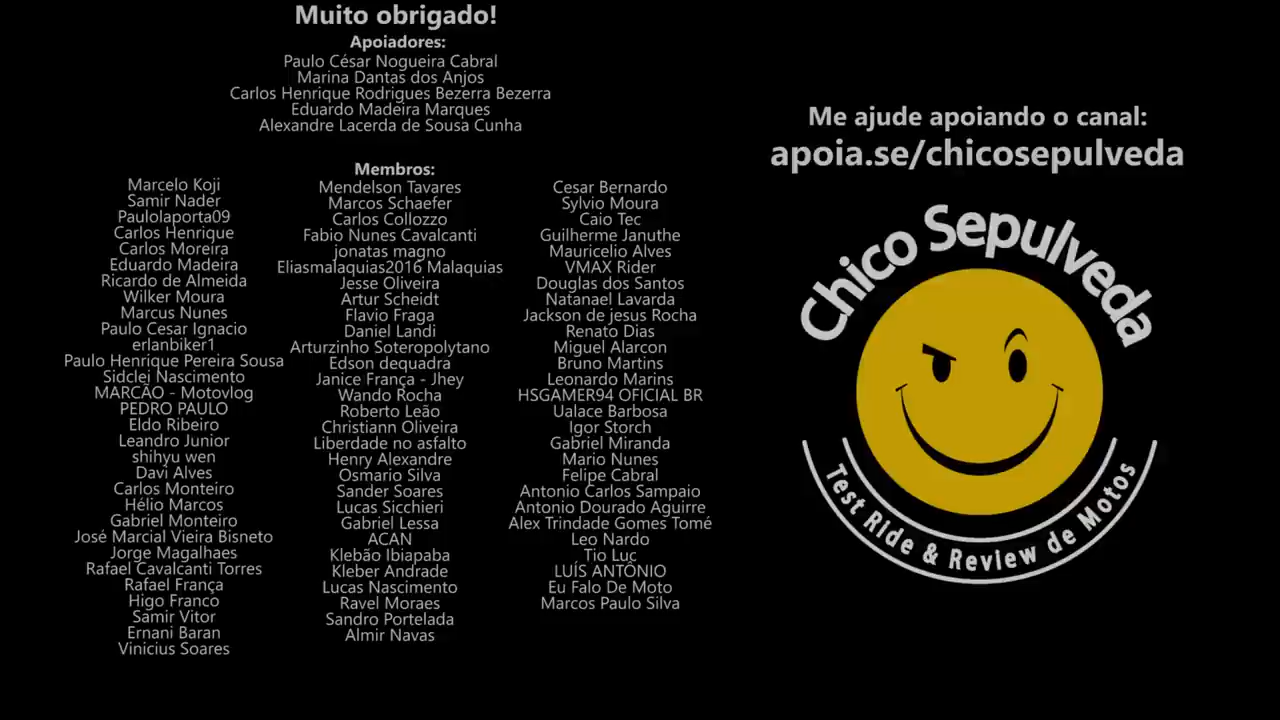 Muito obrigado!
Apoiadores:
Paulo César Nogueira Cabral
Marina Dantas dos Anjos
Carlos Henrique Rodrigues Bezerra Bezerra
Eduardo Madeira Marques
Alexandre Lacerda de Sousa Cunha
Membros:
Marcelo Koji
Samir Nader
Paulolaporta09
Carlos Henrique
Carlos Moreira
Eduardo Madeira
Ricardo de Almeida
Wilker Moura
Marcus Nunes
Paulo Cesar Ignacio
erlanbiker1
Paulo Henrique Pereira Sousa
Sidclei Nascimento
MARCÃO - Motovlog
PEDRO PAULO
Eldo Ribeiro
Leandro Junior
shihyu wen
Davi Alves
Carlos Monteiro
Hélio Marcos
Gabriel Monteiro
José Marcial Vieira Bisneto
Jorge Magalhaes
Rafael Cavalcanti Torres
Rafael França
Higo Franco
Samir Vitor
Ernani Baran
Vinicius Soares
Mendelson Tavares
Marcos Schaefer
Carlos Collozzo
Fabio Nunes Cavalcanti
jonatas magno
Eliasmalaquias2016 Malaquias
Jesse Oliveira
Artur Scheidt
Flavio Fraga
Daniel Landi
Arturzinho Soteropolytano
Edson dequadra
Janice França - Jhey
Wando Rocha
Roberto Leão
Christiann Oliveira
Liberdade no asfalto
Henry Alexandre
Osmario Silva
Sander Soares
Lucas Sicchieri
Gabriel Lessa
ACAN
Klebão Ibiapaba
Kleber Andrade
Lucas Nascimento
Ravel Moraes
Sandro Portelada
Almir Navas
Cesar Bernardo
Sylvio Moura
Caio Tec
Guilherme Januthe
Mauricelio Alves
VMAX Rider
Douglas dos Santos
Natanael Lavarda
Jackson de jesus Rocha
Renato Dias
Miguel Alarcon
Bruno Martins
Leonardo Marins
HSGAMER94 OFICIAL BR
Ualace Barbosa
Igor Storch
Gabriel Miranda
Mario Nunes
Felipe Cabral
Antonio Carlos Sampaio
Antonio Dourado Aguirre
Alex Trindade Gomes Tomé
Leo Nardo
Tio Luc
LUÍS ANTÔNIO
Eu Falo De Moto
Marcos Paulo Silva
Me ajude apoiando o canal:
apoia.se/chicosepulveda
Chico Sepulveda
Test Ride & Review de Motos